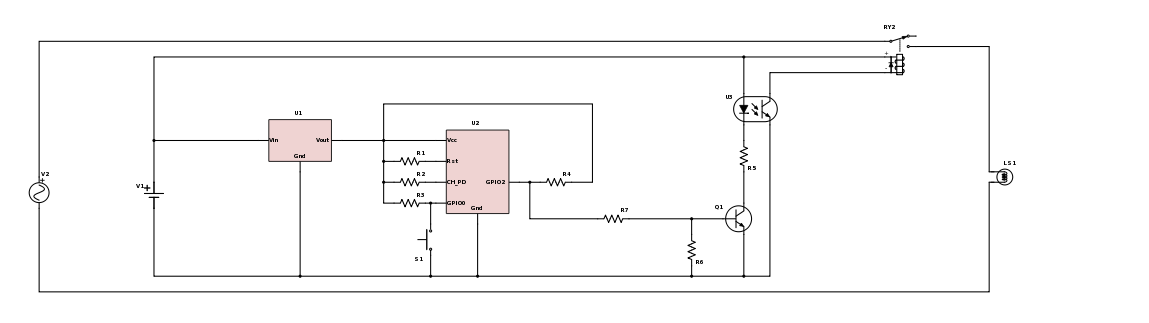 RY2
+
U3
U1
U2
Vin
Vout
Vcc
R1
Gnd
Rst
R5
LS1
V2
+
R2
CH_PD
GPIO2
R4
V1
+
R3
GPIO0
Gnd
R7
Q1
S1
R6